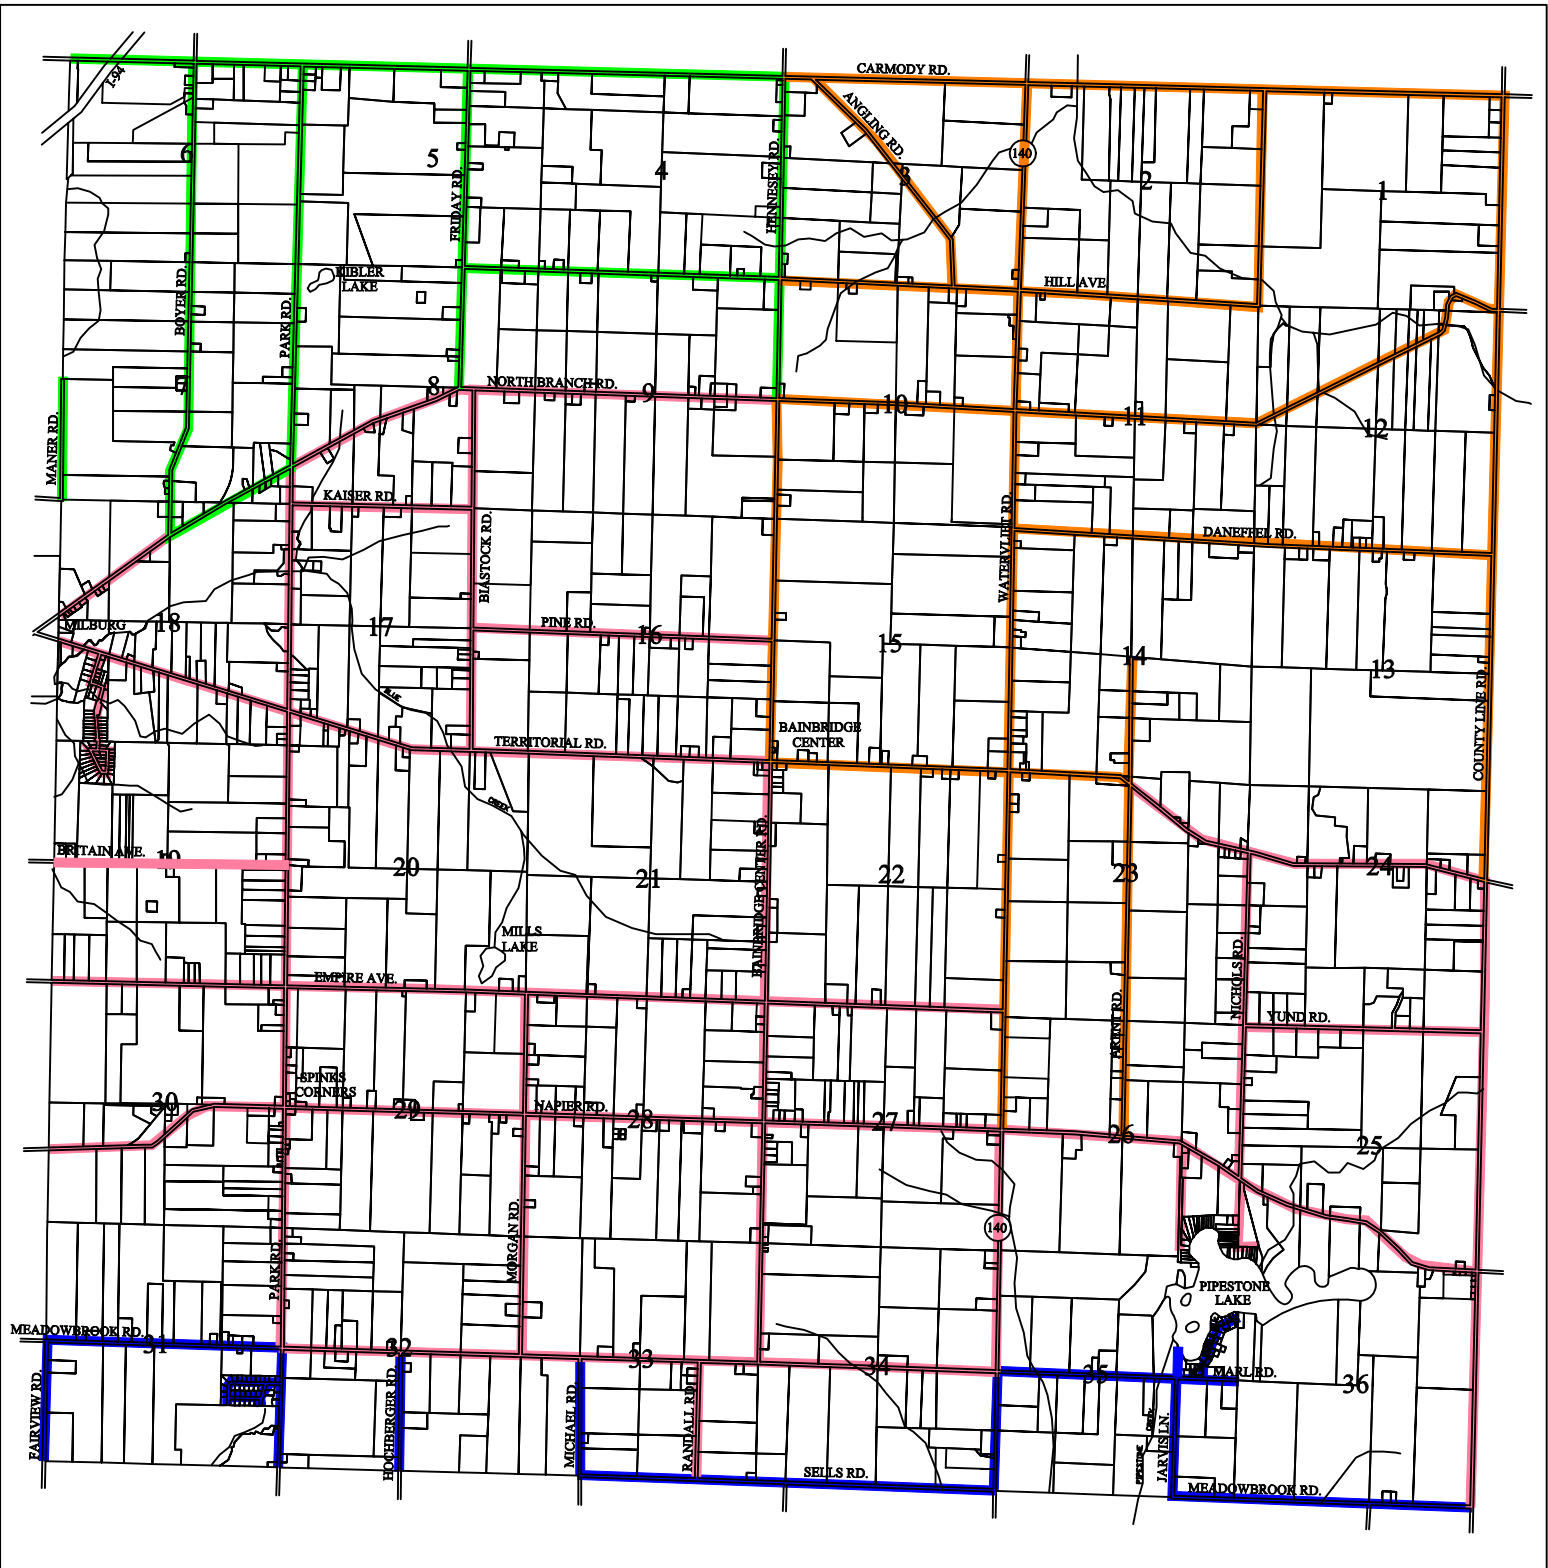 CARMODY RD.
I-94
ANGLING RD.
140
6
5
4
3
2
1
HENNESEY RD.
FRIDAY RD.
KIBLER
LAKE
BOYER RD.
PARK RD.
HILL AVE
NORTH BRANCH RD.
7
8
9
10
11
12
MANER RD.
KAISER RD.
BIASTOCK RD.
WATERVLIET RD.
DANEFFEL RD.
MILBURG
18
17
PINE RD.
16
15
14
13
COUNTY LINE RD.
BLUE
CREEK
TERRITORIAL RD.
BAINBRIDGE
CENTER
BRITAIN AVE.
19
20
21
22
23
24
BAINBRIDGE CENTER RD.
MILLS
LAKE
NICHOLS RD.
EMPIRE AVE.
YUND RD.
BRUNT RD.
SPINKS
CORNERS
30
29
NAPIER RD.
28
27
26
25
MORGAN RD.
PARK RD.
140
PIPESTONE
LAKE
MEADOWBROOK RD.
31
32
33
34
35
MARL RD.
36
FAIRVIEW RD.
HOCHBERGER RD.
MICHAEL RD.
RANDALL RD.
SELLS RD.
PIPESTONE CREEK
JARVIS LN.
MEADOWBROOK RD.